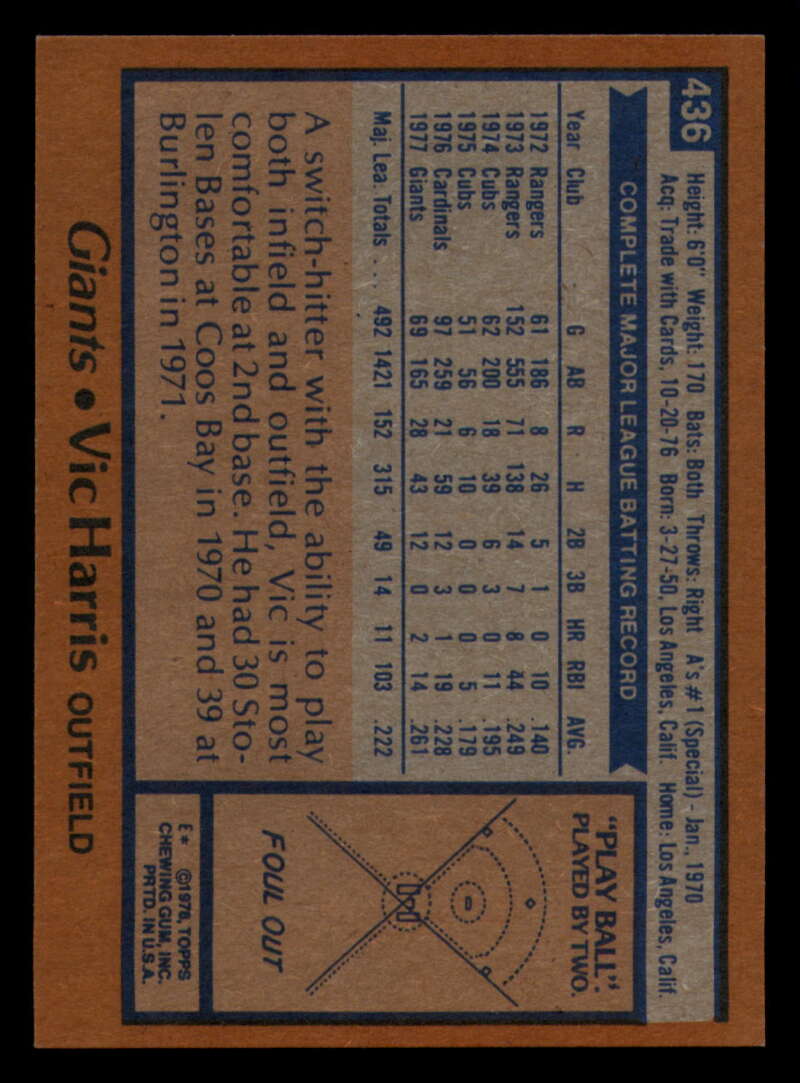 436
Height: 6'0" Weight: 170 Bats: Both Throws: Right A's #1 (Special) - Jan., 1970
Acq: Trade with Cards, 10-20-76 Born: 3-27-50, Los Angeles, Calif. Home: Los Angeles, Calif.
COMPLETE MAJOR LEAGUE BATTING RECORD
Year Club G AB R H 2B 3B HR RBI AVG.
1972 Rangers 61 186 8 26 5 1 0 10 .140
1973 Rangers 152 555 71 138 14 7 8 44 .249
1974 Cubs 62 200 18 39 6 3 0 11 .195
1975 Cubs 51 56 6 10 0 0 0 5 .179
1976 Cardinals 97 259 21 59 12 3 1 19 .228
1977 Giants 69 165 28 43 12 0 2 14 .261
Maj. Lea. Totals ... 492 1421 152 315 49 14 11 103 .222
A switch-hitter with the ability to play
both infield and outfield, Vic is most
comfortable at 2nd base. He had 30 Sto-
len Bases at Coos Bay in 1970 and 39 at
Burlington in 1971.
"PLAY BALL"
PLAYED BY TWO.
FOUL OUT
E* ©1978, TOPPS
CHEWING GUM, INC.
PRTD. IN U.S.A.
Giants • Vic Harris OUTFIELD